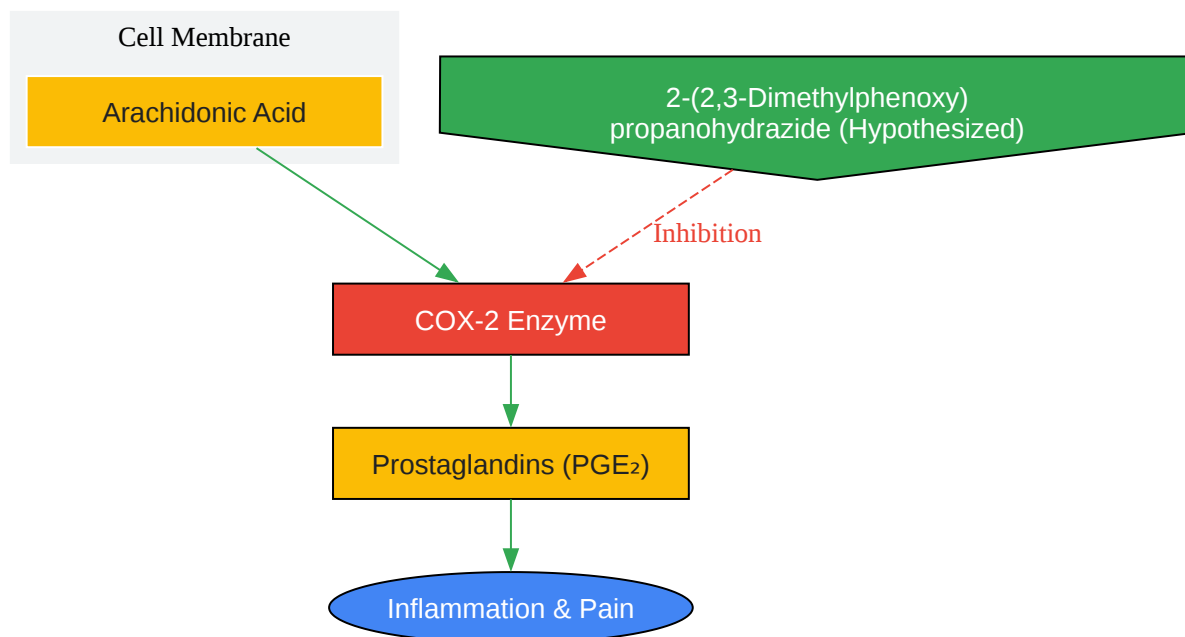 Cell Membrane
Arachidonic Acid
2-(2,3-Dimethylphenoxy)
propanohydrazide (Hypothesized)
Inhibition
COX-2 Enzyme
Prostaglandins (PGE₂)
Inflammation & Pain